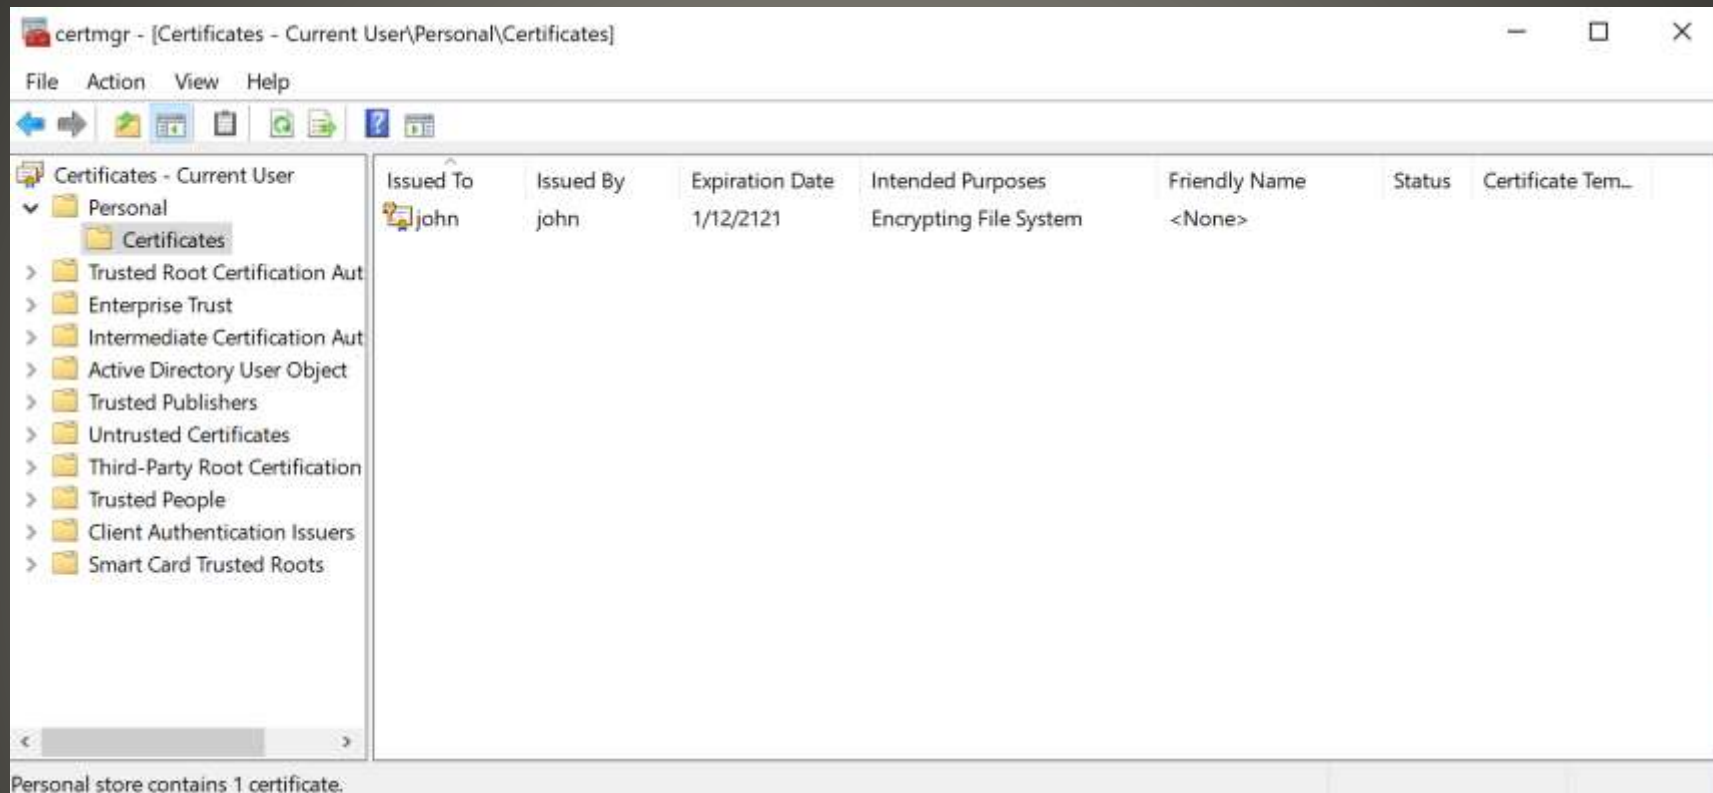 certmgr - [Certificates - Current User\Personal\Certificates]
File Action View Help
Certificates - Current User
Personal
Certificates
Trusted Root Certification Aut
Enterprise Trust
Intermediate Certification Aut
Active Directory User Object
Trusted Publishers
Untrusted Certificates
Third-Party Root Certification
Trusted People
Client Authentication Issuers
Smart Card Trusted Roots
Issued To Issued By Expiration Date Intended Purposes Friendly Name Status Certificate Tem...
john john 1/12/2121 Encrypting File System <None>
Personal store contains 1 certificate.